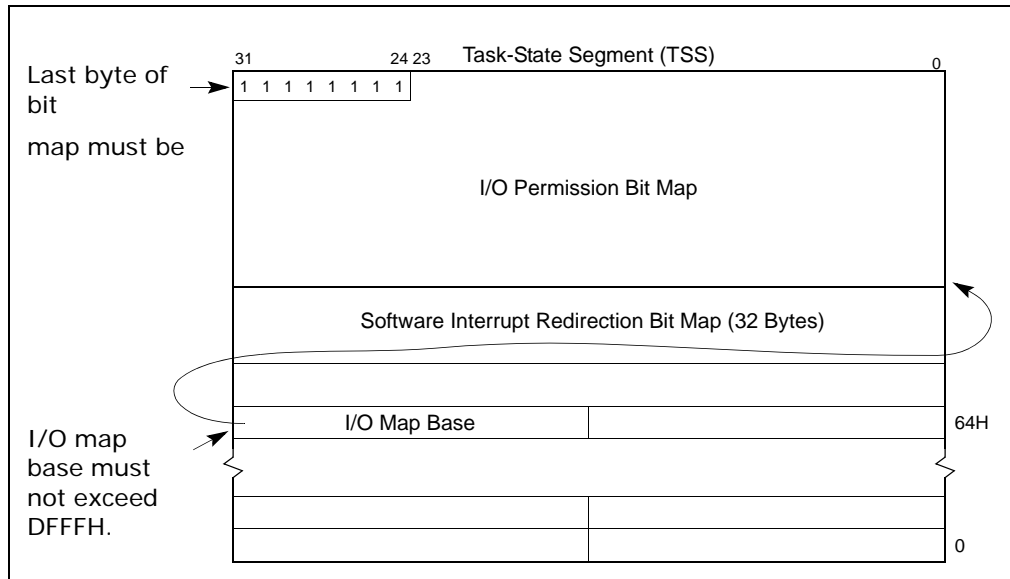 Task-State Segment (TSS)
31 24 23 0
Last byte of
bit
map must be
1 1 1 1 1 1 1 1
I/O Permission Bit Map
Software Interrupt Redirection Bit Map (32 Bytes)
I/O Map Base
64H
I/O map
base must
not exceed
DFFFH.
0